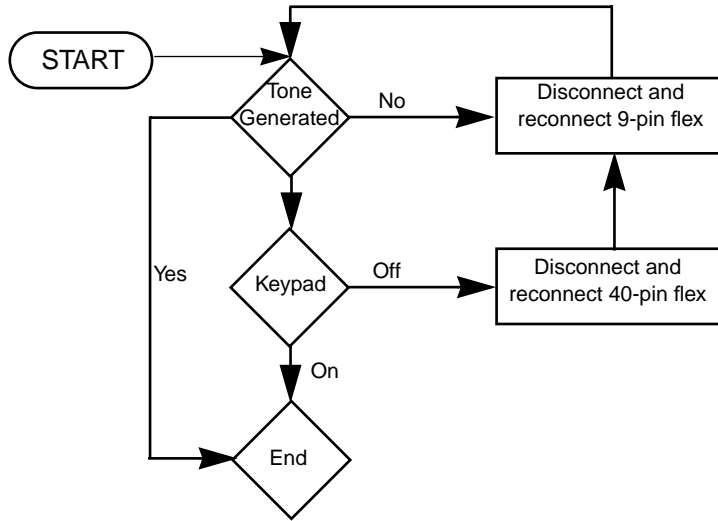 START
Tone
Generated
No
Disconnect and
reconnect 9-pin flex
Yes
Keypad
Off
Disconnect and
reconnect 40-pin flex
On
End